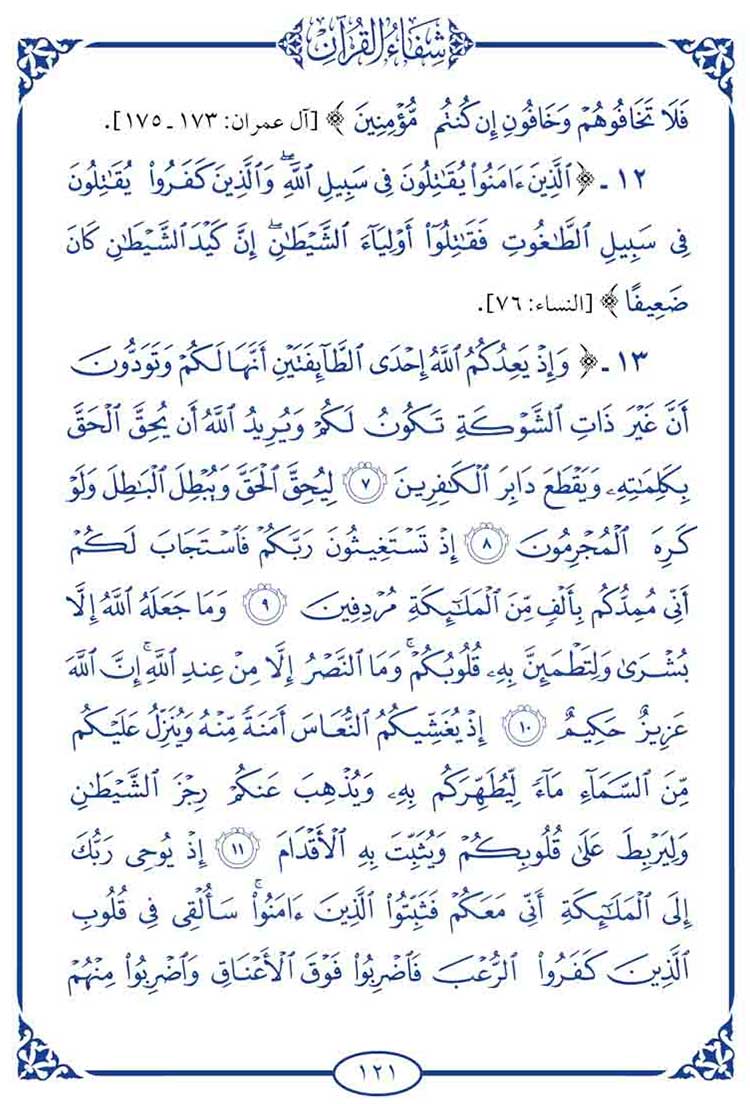 شفاء القرآن
فَلَا تَخَافُوهُمْ وَخَافُونِ إِن كُنتُم مُّؤْمِنِينَ ﴾ [آل عمران: ١٧٣ ـ ١٧٥].
١٢ ـ ﴿ ٱلَّذِينَ ءَامَنُوا۟ يُقَٰتِلُونَ فِى سَبِيلِ ٱللَّهِ ۖ وَٱلَّذِينَ كَفَرُوا۟ يُقَٰتِلُونَ
فِى سَبِيلِ ٱلطَّٰغُوتِ فَقَٰتِلُوٓا۟ أَوْلِيَآءَ ٱلشَّيْطَٰنِ ۖ إِنَّ كَيْدَ ٱلشَّيْطَٰنِ كَانَ
ضَعِيفًا ﴾ [النساء: ٧٦].
١٣ ـ ﴿ وَإِذْ يَعِدُكُمُ ٱللَّهُ إِحْدَى ٱلطَّآئِفَتَيْنِ أَنَّهَا لَكُمْ وَتَوَدُّونَ
أَنَّ غَيْرَ ذَاتِ ٱلشَّوْكَةِ تَكُونُ لَكُمْ وَيُرِيدُ ٱللَّهُ أَن يُحِقَّ ٱلْحَقَّ
بِكَلِمَٰتِهِۦ وَيَقْطَعَ دَابِرَ ٱلْكَٰفِرِينَ ٧ لِيُحِقَّ ٱلْحَقَّ وَيُبْطِلَ ٱلْبَٰطِلَ وَلَوْ
كَرِهَ ٱلْمُجْرِمُونَ ٨ إِذْ تَسْتَغِيثُونَ رَبَّكُمْ فَٱسْتَجَابَ لَكُمْ
أَنِّى مُمِدُّكُم بِأَلْفٍ مِّنَ ٱلْمَلَٰٓئِكَةِ مُرْدِفِينَ ٩ وَمَا جَعَلَهُ ٱللَّهُ إِلَّا
بُشْرَىٰ وَلِتَطْمَئِنَّ بِهِۦ قُلُوبُكُمْ ۚ وَمَا ٱلنَّصْرُ إِلَّا مِنْ عِندِ ٱللَّهِ ۚ إِنَّ ٱللَّهَ
عَزِيزٌ حَكِيمٌ ١٠ إِذْ يُغَشِّيكُمُ ٱلنُّعَاسَ أَمَنَةً مِّنْهُ وَيُنَزِّلُ عَلَيْكُم
مِّنَ ٱلسَّمَآءِ مَآءً لِّيُطَهِّرَكُم بِهِۦ وَيُذْهِبَ عَنكُمْ رِجْزَ ٱلشَّيْطَٰنِ
وَلِيَرْبِطَ عَلَىٰ قُلُوبِكُمْ وَيُثَبِّتَ بِهِ ٱلْأَقْدَامَ ١١ إِذْ يُوحِى رَبُّكَ
إِلَى ٱلْمَلَٰٓئِكَةِ أَنِّى مَعَكُمْ فَثَبِّتُوا۟ ٱلَّذِينَ ءَامَنُوا۟ ۚ سَأُلْقِى فِى قُلُوبِ
ٱلَّذِينَ كَفَرُوا۟ ٱلرُّعْبَ فَٱضْرِبُوا۟ فَوْقَ ٱلْأَعْنَاقِ وَٱضْرِبُوا۟ مِنْهُمْ
١٢١